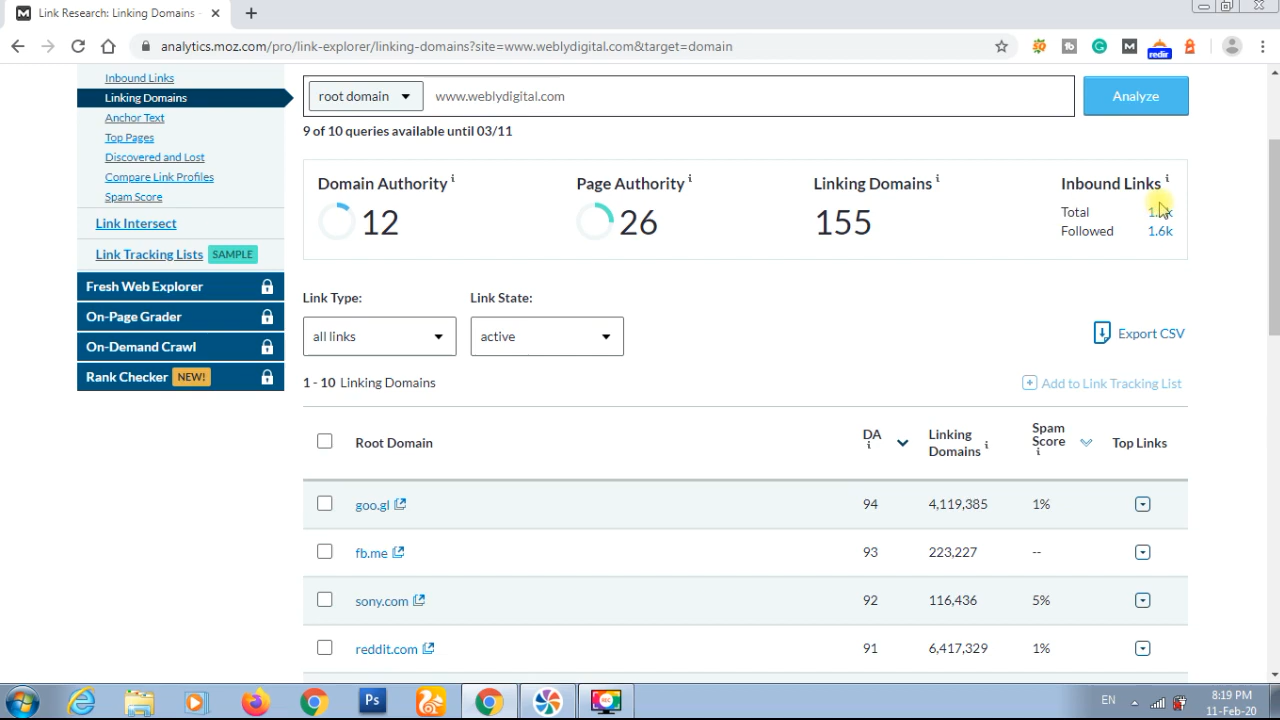 Link Research: Linking Domains -
analytics.moz.com/pro/link-explorer/linking-domains?site=www.weblydigital.com&target=domain
redir
Inbound Links
Linking Domains
Anchor Text
Top Pages
Discovered and Lost
Compare Link Profiles
Spam Score
Link Intersect
Link Tracking Lists SAMPLE
Fresh Web Explorer
On-Page Grader
On-Demand Crawl
Rank Checker NEW!
root domain www.weblydigital.com Analyze
9 of 10 queries available until 03/11
Domain Authority i Page Authority i Linking Domains i Inbound Links i
12 26 155
Total
Followed 1.6k
Link Type: Link State:
all links active
Export CSV
1 - 10 Linking Domains Add to Link Tracking List
Root Domain DA i Linking Domains i Spam Score i Top Links
goo.gl 94 4,119,385 1%
fb.me 93 223,227 --
sony.com 92 116,436 5%
reddit.com 91 6,417,329 1%
Ps
EN
8:19 PM
11-Feb-20